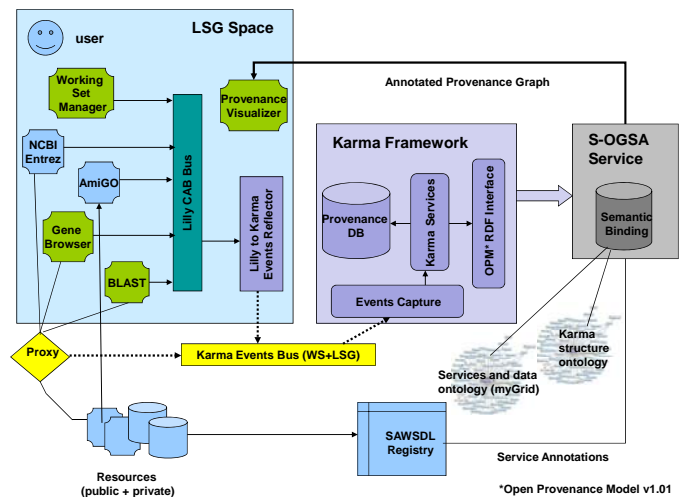 user
LSG Space
Working
Set
Manager
Provenance
Visualizer
Annotated Provenance Graph
NCBI
Entrez
AmiGO
Gene
Browser
BLAST
Lilly CAB Bus
Lilly to Karma
Events Reflector
Karma Framework
Provenance
DB
Karma Services
OPM* RDF Interface
Events Capture
S-OGSA
Service
Semantic
Binding
Proxy
Karma Events Bus (WS+LSG)
Services and data
ontology (myGrid)
Karma
structure
ontology
SAWSDL
Registry
Service Annotations
Resources
(public + private)
*Open Provenance Model v1.01